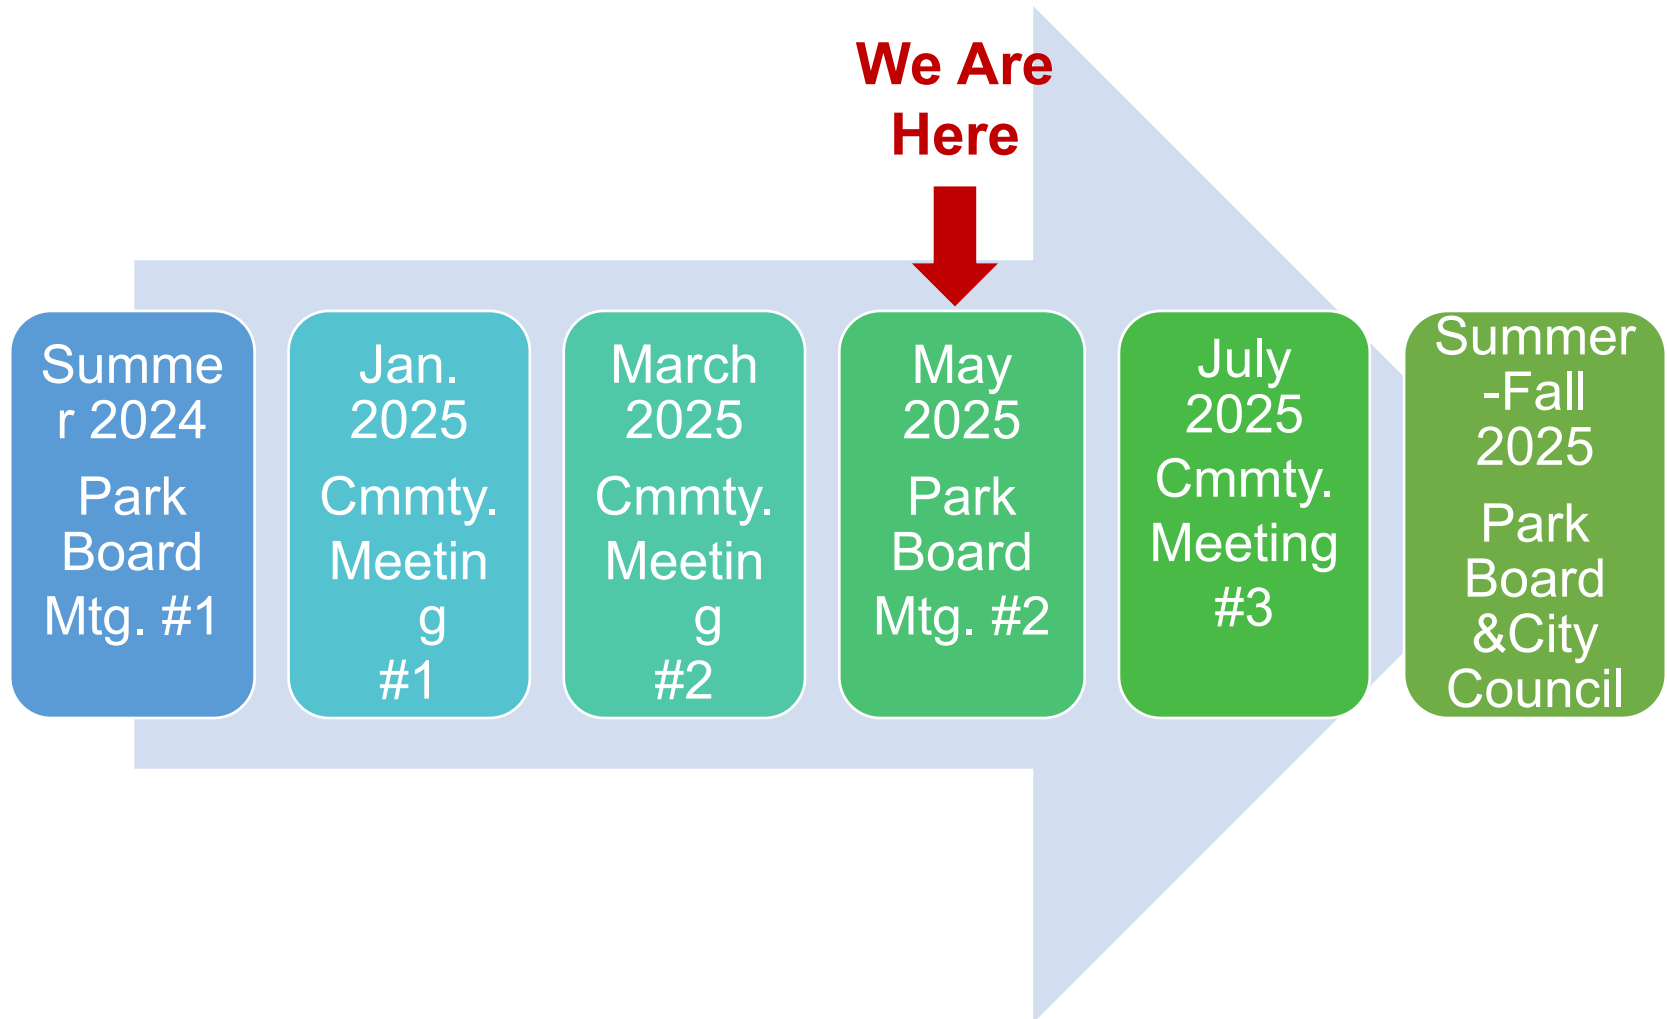 We Are
Here
Summe
r 2024
Park
Board
Mtg. #1
Jan.
2025
Cmmty.
Meetin
g
#1
March
2025
Cmmty.
Meetin
g
#2
May
2025
Park
Board
Mtg. #2
July
2025
Cmmty.
Meeting
#3
Summer
-Fall
2025
Park
Board
&City
Council